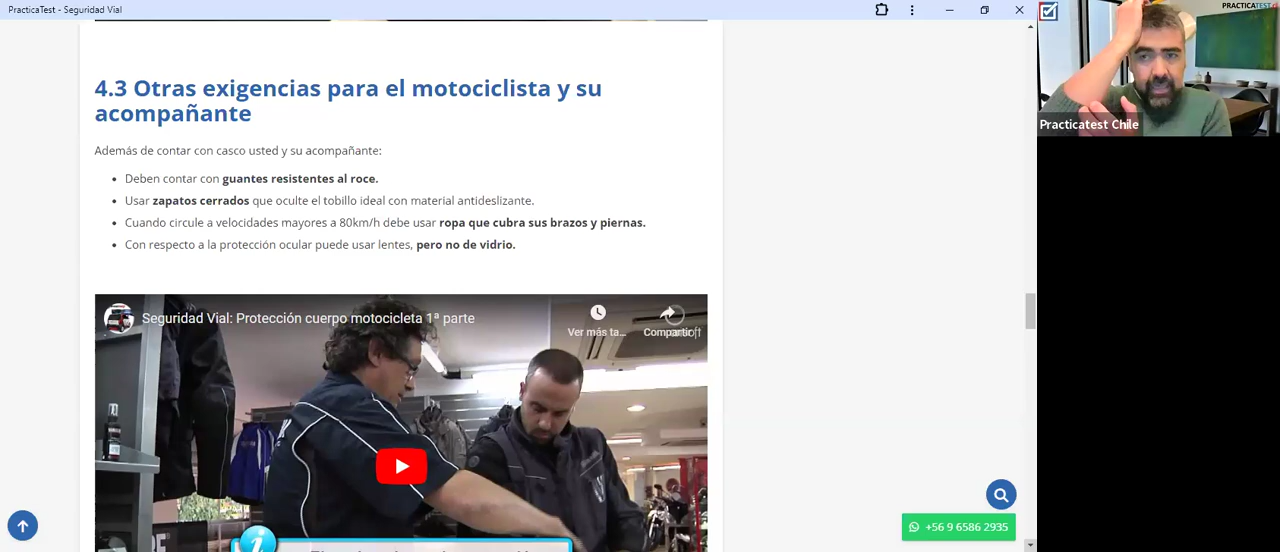 PracticaTest - Seguridad Vial
PRACTICATEST
Practicatest Chile
4.3 Otras exigencias para el motociclista y su
acompañante
Además de contar con casco usted y su acompañante:
• Deben contar con guantes resistentes al roce.
• Usar zapatos cerrados que oculte el tobillo ideal con material antideslizante.
• Cuando circule a velocidades mayores a 80km/h debe usar ropa que cubra sus brazos y piernas.
• Con respecto a la protección ocular puede usar lentes, pero no de vidrio.
Seguridad Vial: Protección cuerpo motocicleta 1ª parte
Ver más ta...
Compartir
+56 9 6586 2935